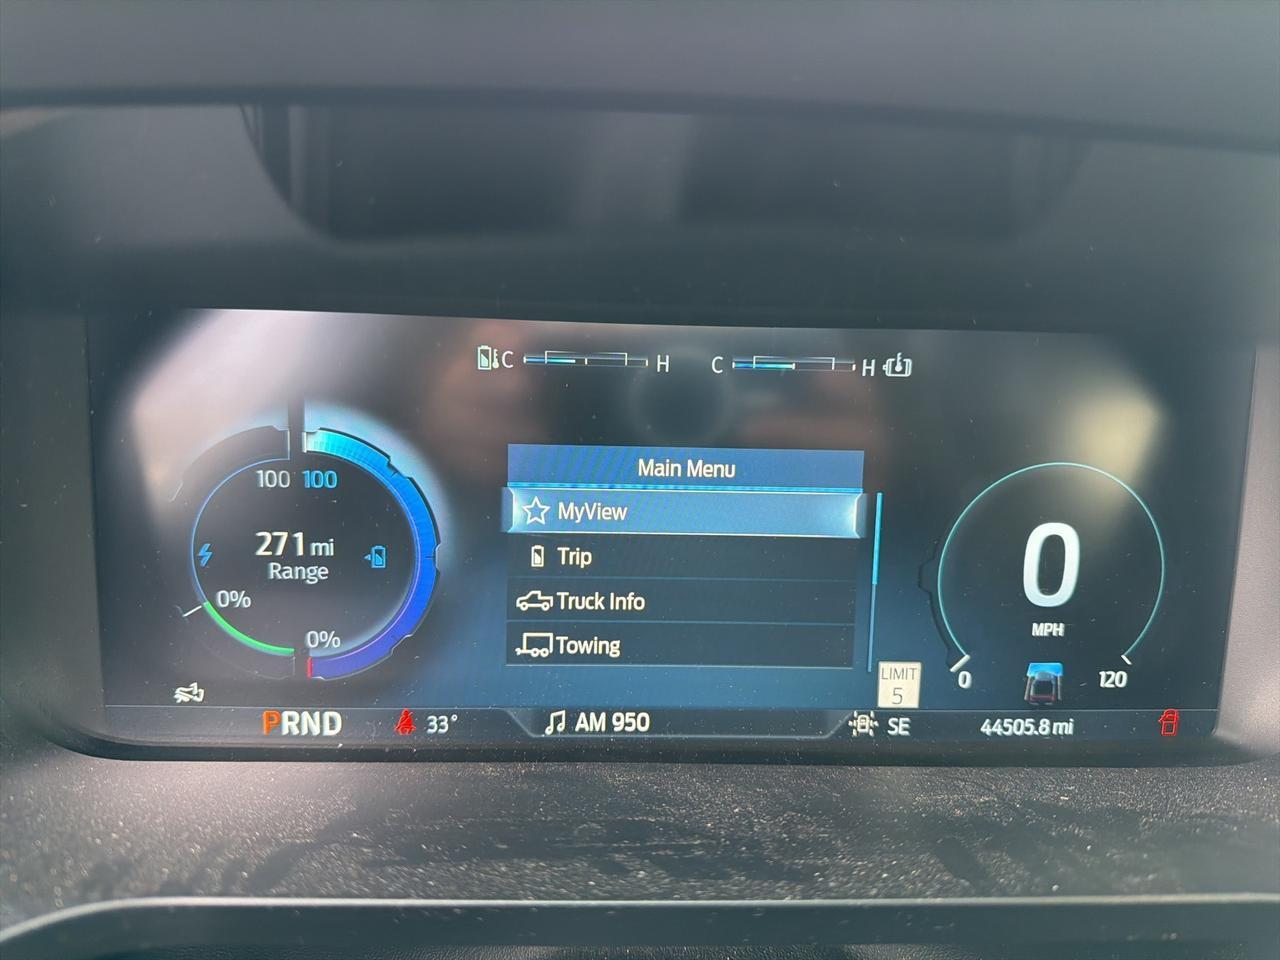 C H C H
100 100
271 mi
Range
0%
0%
Main Menu
MyView
Trip
Truck Info
Towing
0
MPH
0 120
LIMIT
5
PRND 33° AM 950 SE 44505.8 mi